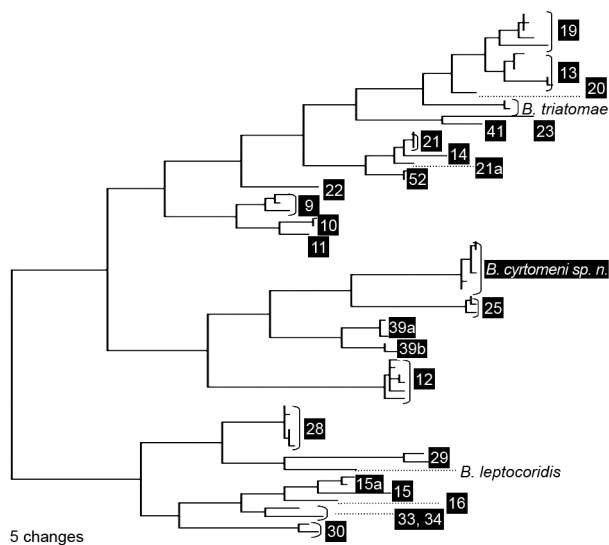 19
13
20
B. triatomae
41
23
21
14
21a
52
22
9
10
11
B. cyrtomeni sp. n.
25
39a
39b
12
28
29
B. leptocoridis
15a
15
16
33, 34
30
5 changes